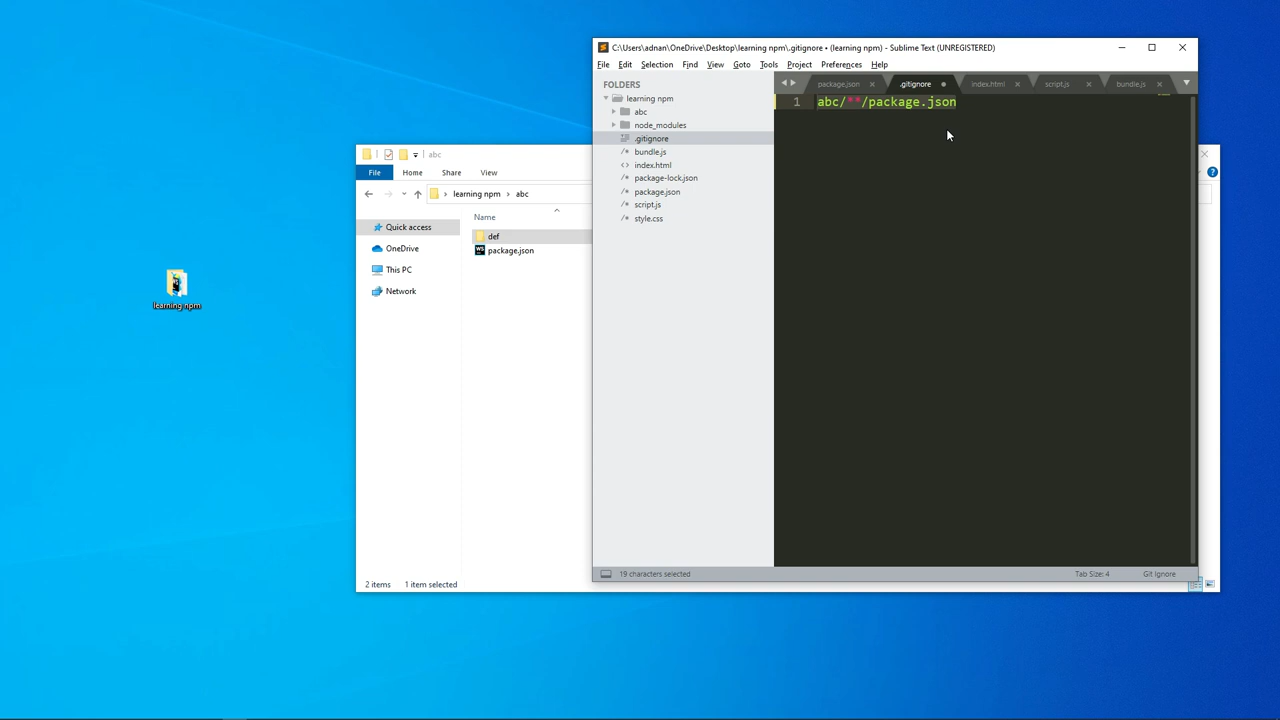 C:\Users\adnan\OneDrive\Desktop\learning npm\.gitignore • (learning npm) - Sublime Text (UNREGISTERED)
File Edit Selection View Goto Tools Project Preferences Help
FOLDERS
learning npm
abc
node_modules
.gitignore
bundle.js
index.html
package-lock.json
package.json
script.js
style.css
package.json .gitignore index.html script.js bundle.js
1 abc/**/package.json
19 characters selected
Tab Size: 4
Git Ignore
abc
File Home Share View
learning npm › abc
Quick access
OneDrive
This PC
Network
Name
def
package.json
2 items 1 item selected
learning npm